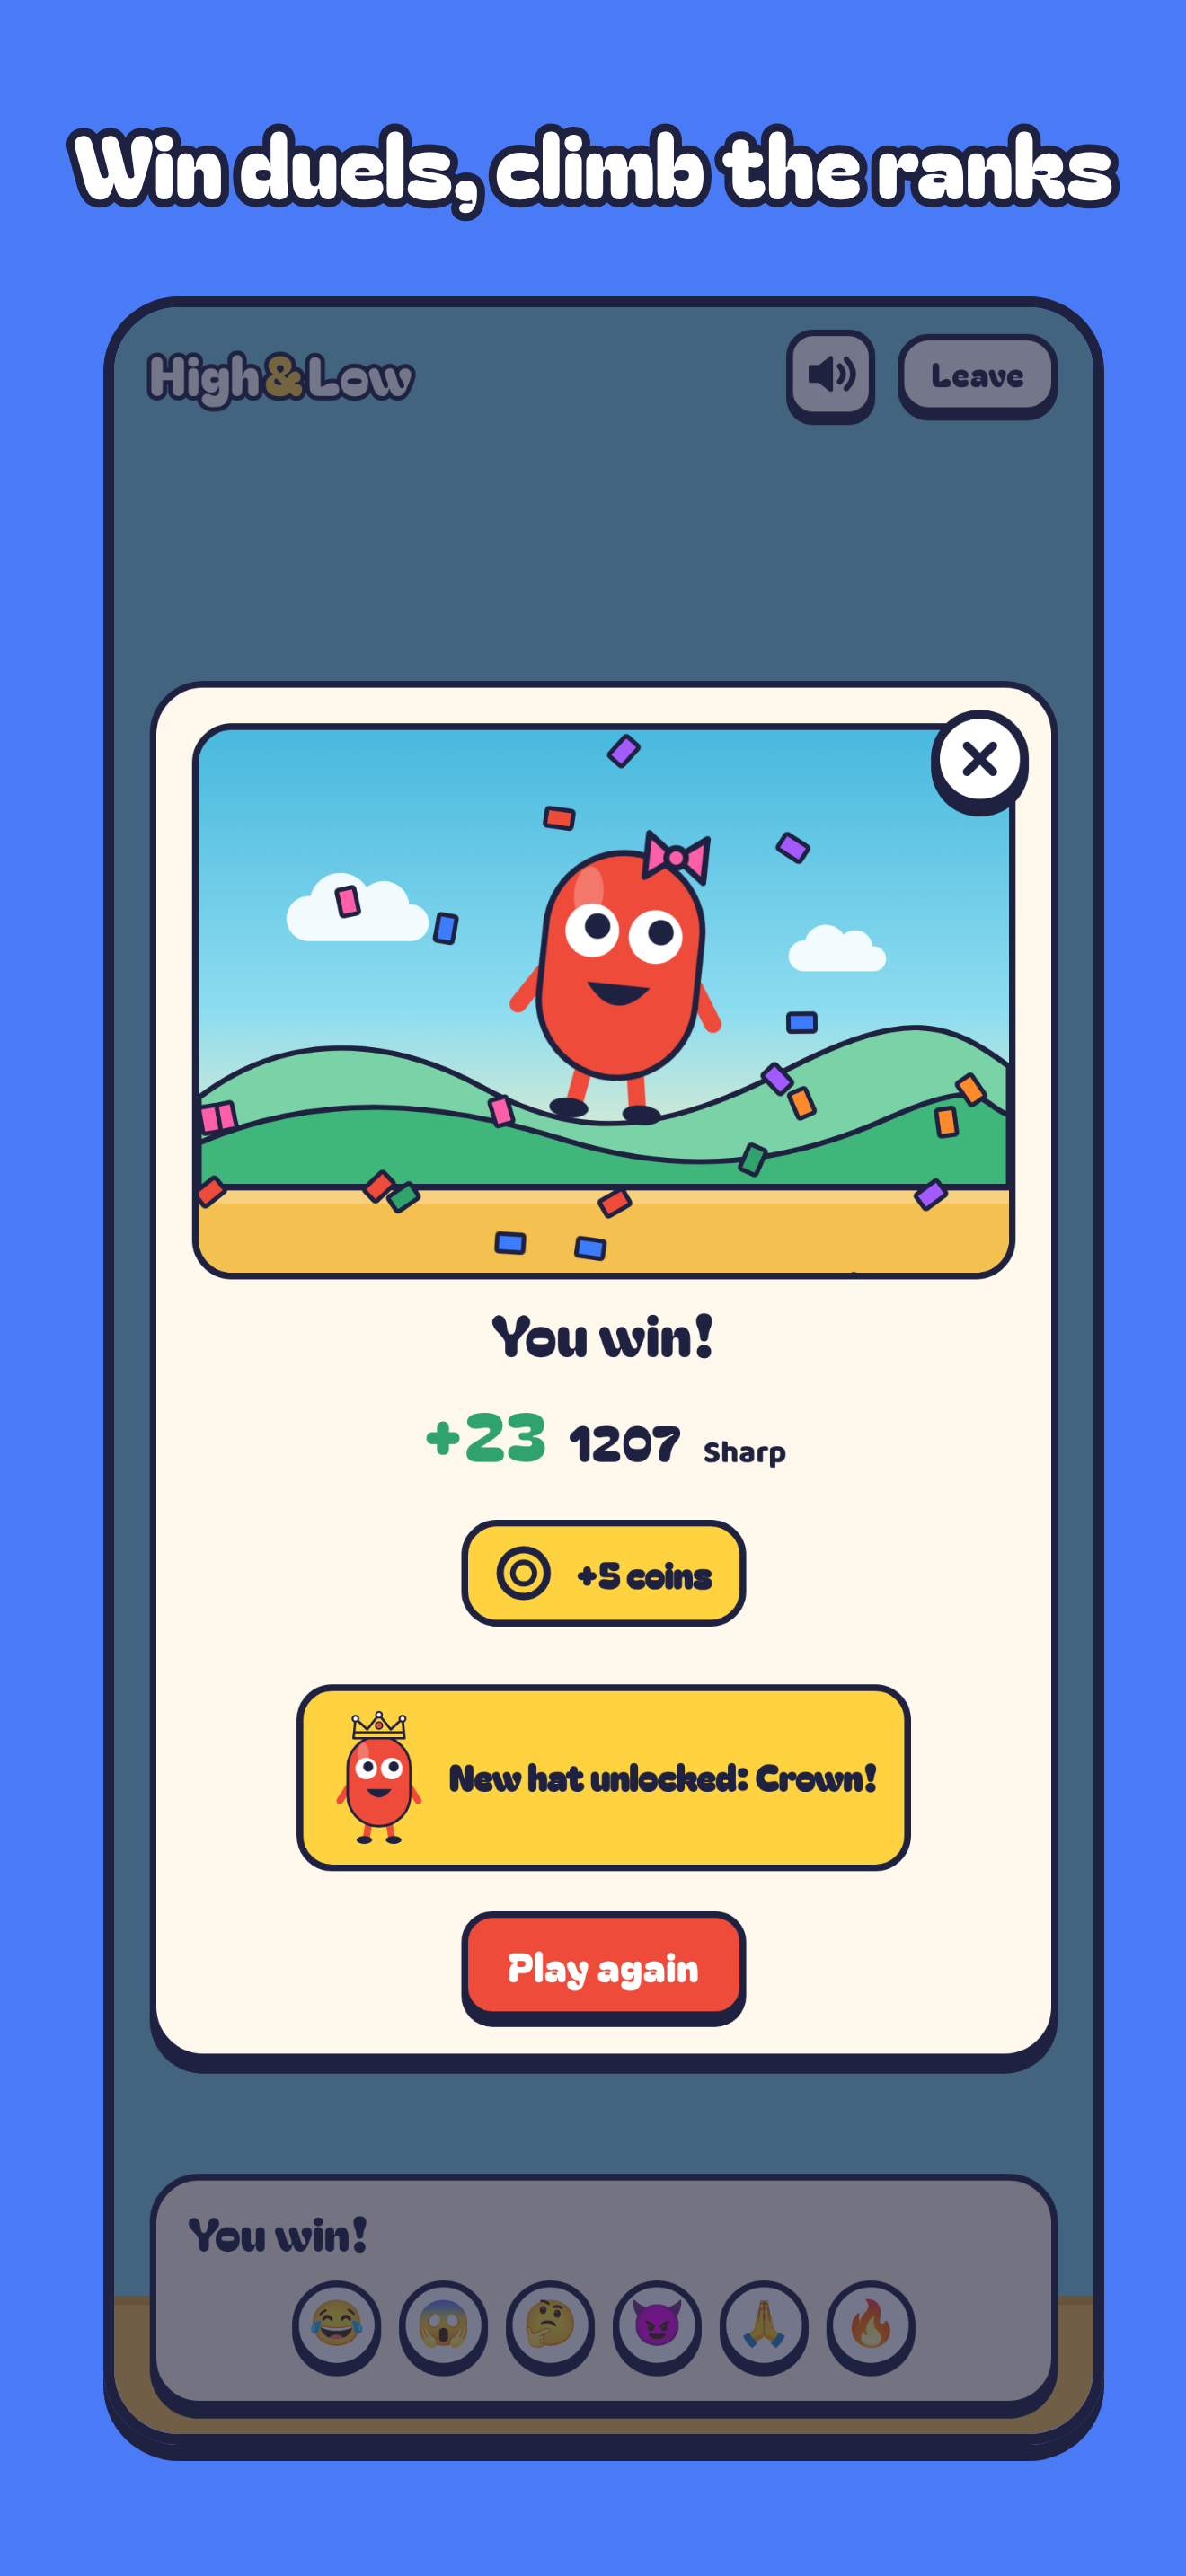 Win duels, climb the ranks
High&Low
Leave
You win!
+23 1207 Sharp
+5 coins
New hat unlocked: Crown!
Play again
You win!